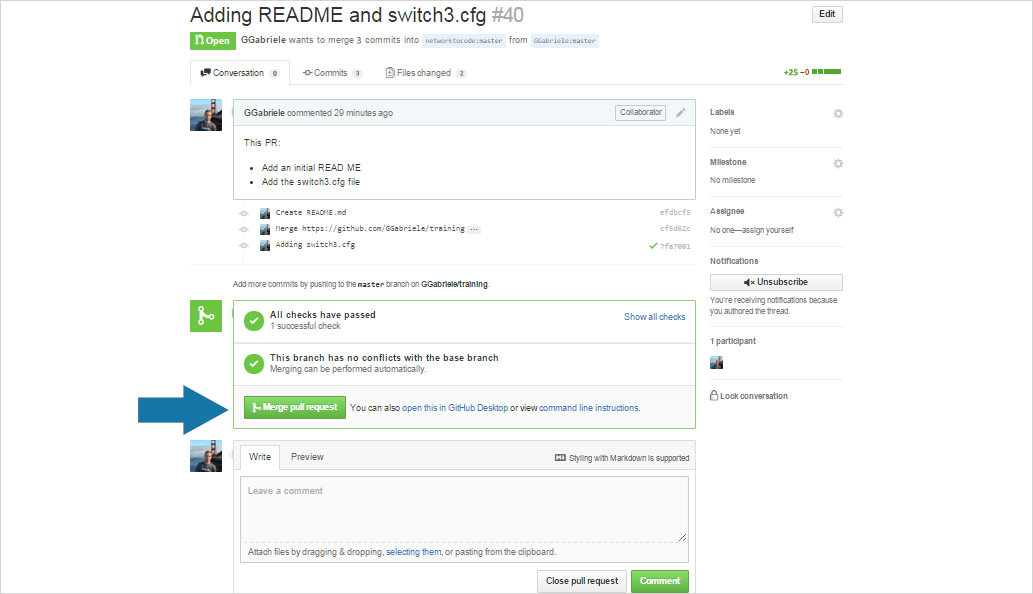 Adding README and switch3.cfg #40
Edit
Open GGabriele wants to merge 3 commits into networktocode:master from GGabriele:master
Conversation 0 Commits 3 Files changed 2 +25 −0
GGabriele commented 29 minutes ago Collaborator
This PR:
• Add an initial READ ME
• Add the switch3.cfg file
Create README.md efdbcf5
Merge https://github.com/GGabriele/training ... cf5d62c
Adding switch3.cfg 7fa7001
Add more commits by pushing to the master branch on GGabriele/training.
All checks have passed
1 successful check
Show all checks
This branch has no conflicts with the base branch
Merging can be performed automatically.
Merge pull request You can also open this in GitHub Desktop or view command line instructions.
Write Preview Styling with Markdown is supported
Leave a comment
Attach files by dragging & dropping, selecting them, or pasting from the clipboard.
Close pull request Comment
Labels
None yet
Milestone
No milestone
Assignee
No one—assign yourself
Notifications
Unsubscribe
You're receiving notifications because
you authored the thread.
1 participant
Lock conversation